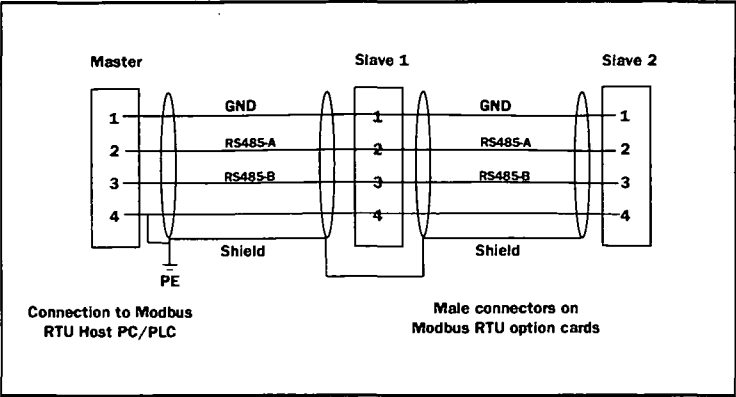 Master
Slave 1
Slave 2
1 GND 1 GND 1
2 RS485-A 2 RS485-A 2
3 RS485-B 3 RS485-B 3
4 4 4
Shield Shield
PE
Connection to Modbus
RTU Host PC/PLC
Male connectors on
Modbus RTU option cards